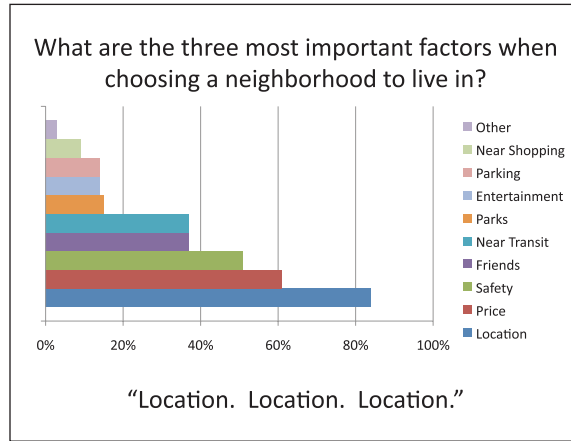 What are the three most important factors when
choosing a neighborhood to live in?
Other
Near Shopping
Parking
Entertainment
Parks
Near Transit
Friends
Safety
Price
Location
0% 20% 40% 60% 80% 100%
“Location. Location. Location.”